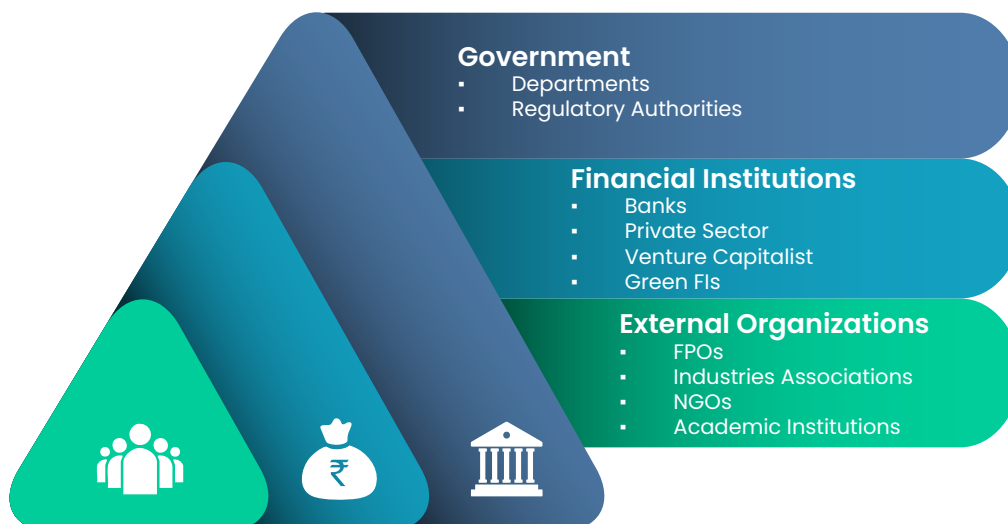 Government
▪ Departments
▪ Regulatory Authorities
Financial Institutions
▪ Banks
▪ Private Sector
▪ Venture Capitalist
▪ Green FIs
External Organizations
▪ FPOs
▪ Industries Associations
▪ NGOs
▪ Academic Institutions
₹